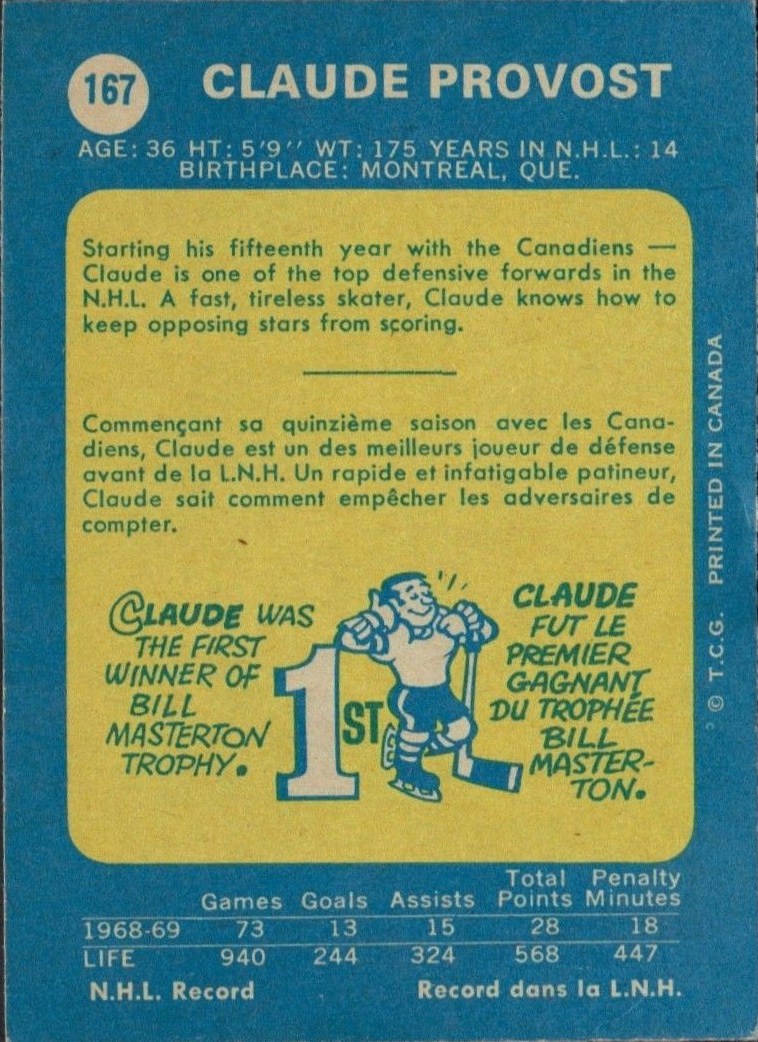 167
CLAUDE PROVOST
AGE: 36 HT: 5'9'' WT: 175 YEARS IN N.H.L.: 14
BIRTHPLACE: MONTREAL, QUE.
Starting his fifteenth year with the Canadiens —
Claude is one of the top defensive forwards in the
N.H.L. A fast, tireless skater, Claude knows how to
keep opposing stars from scoring.
Commençant sa quinzième saison avec les Cana-
diens, Claude est un des meilleurs joueur de défense
avant de la L.N.H. Un rapide et infatigable patineur,
Claude sait comment empêcher les adversaires de
compter.
CLAUDE WAS
THE FIRST
WINNER OF
BILL
MASTERTON
TROPHY.
1ST
CLAUDE
FUT LE
PREMIER
GAGNANT
DU TROPHÉE
BILL
MASTER-
TON.
© T.C.G. PRINTED IN CANADA
Games Goals Assists Total Points Penalty Minutes
1968-69 73 13 15 28 18
LIFE 940 244 324 568 447
N.H.L. Record Record dans la L.N.H.